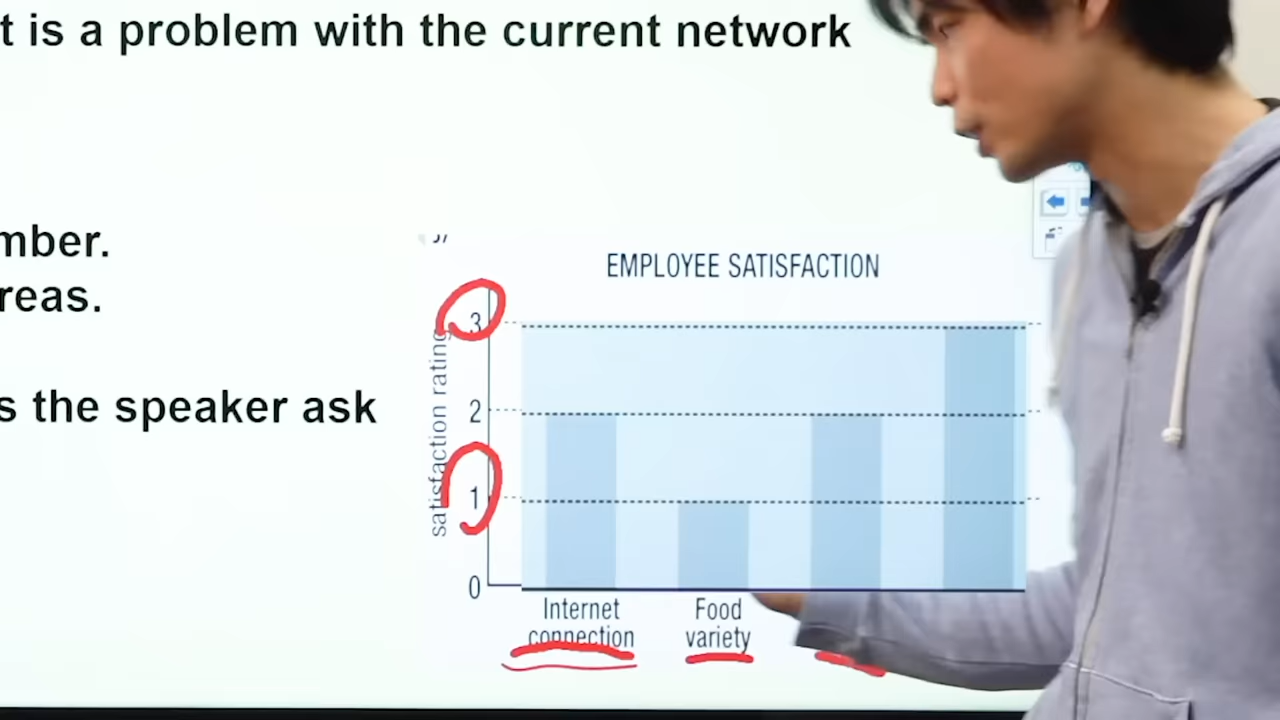 t is a problem with the current network
mber.
reas.
s the speaker ask
EMPLOYEE SATISFACTION
satisfaction rating
3
2
1
0
Internet
connection
Food
variety